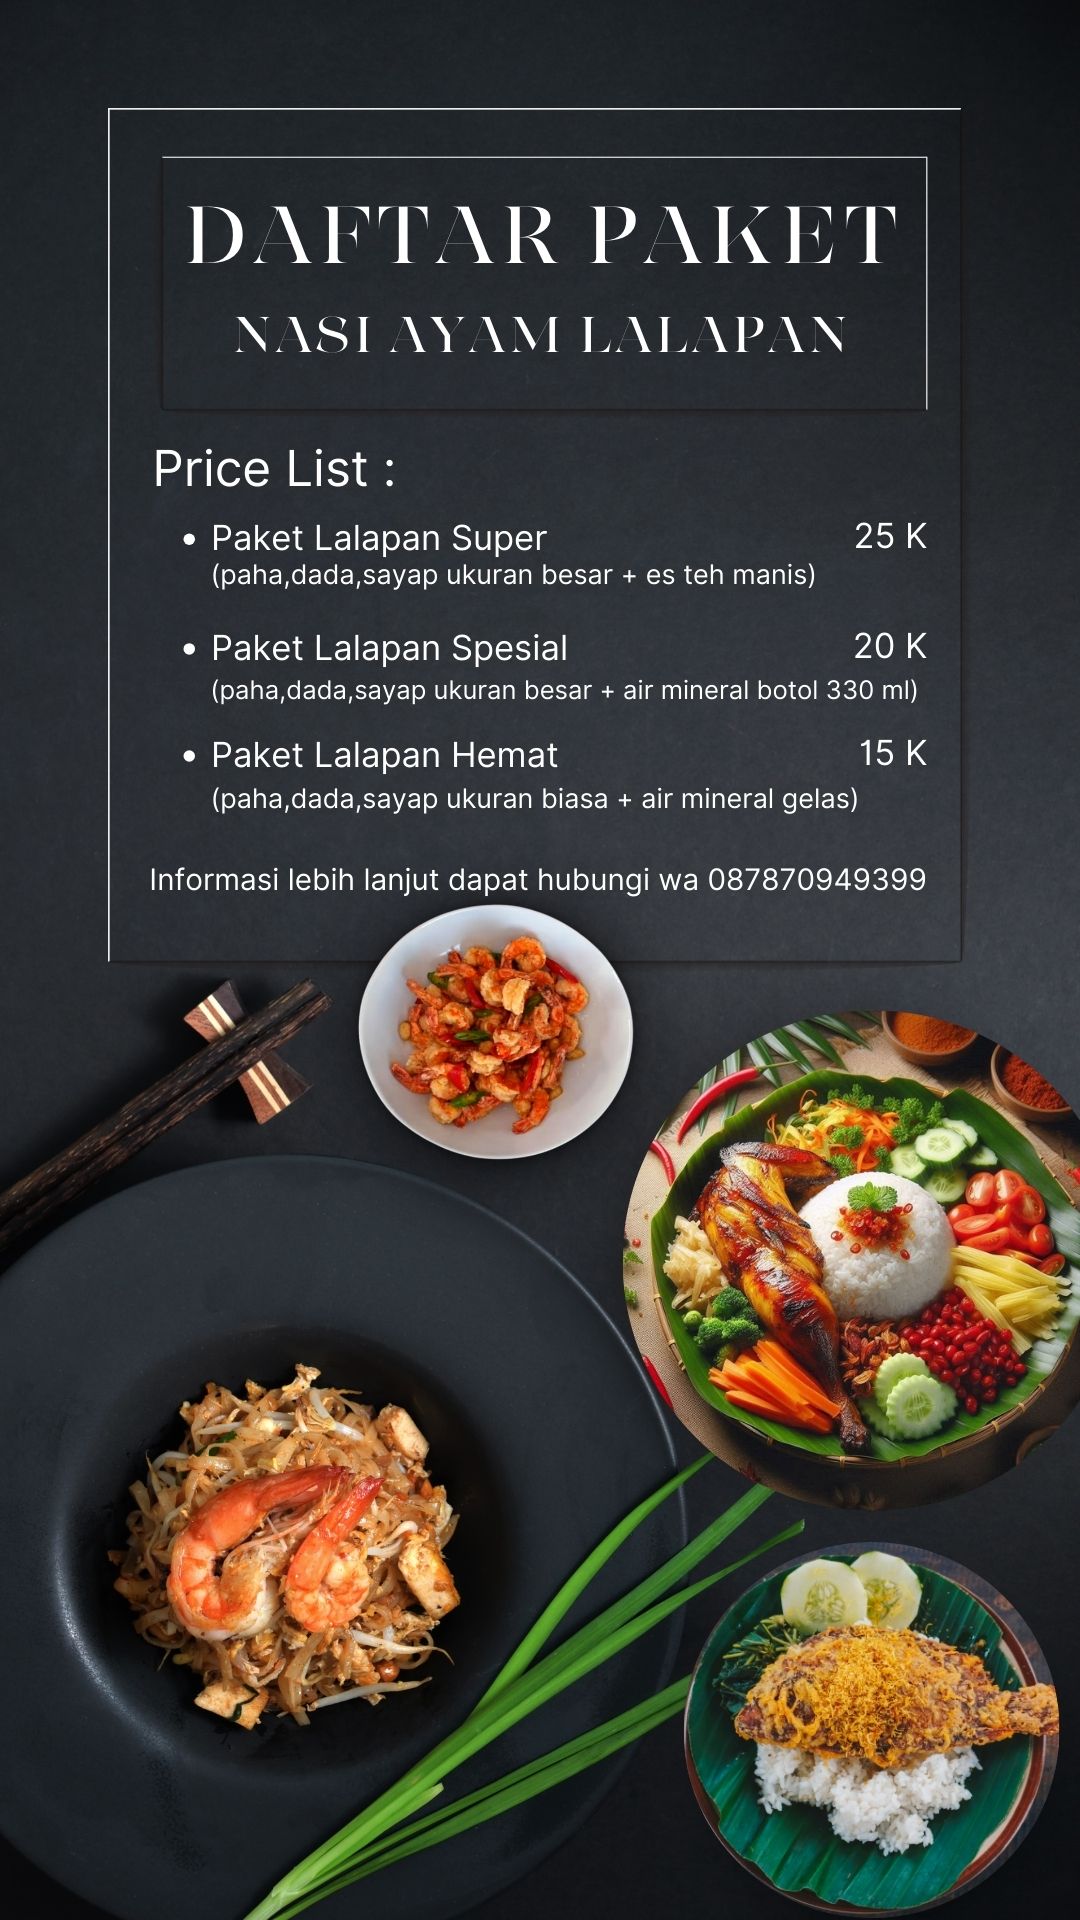 DAFTAR PAKET
NASI AYAM LALAPAN
Price List :
• Paket Lalapan Super 25 K
(paha,dada,sayap ukuran besar + es teh manis)
• Paket Lalapan Spesial 20 K
(paha,dada,sayap ukuran besar + air mineral botol 330 ml)
• Paket Lalapan Hemat 15 K
(paha,dada,sayap ukuran biasa + air mineral gelas)
Informasi lebih lanjut dapat hubungi wa 087870949399